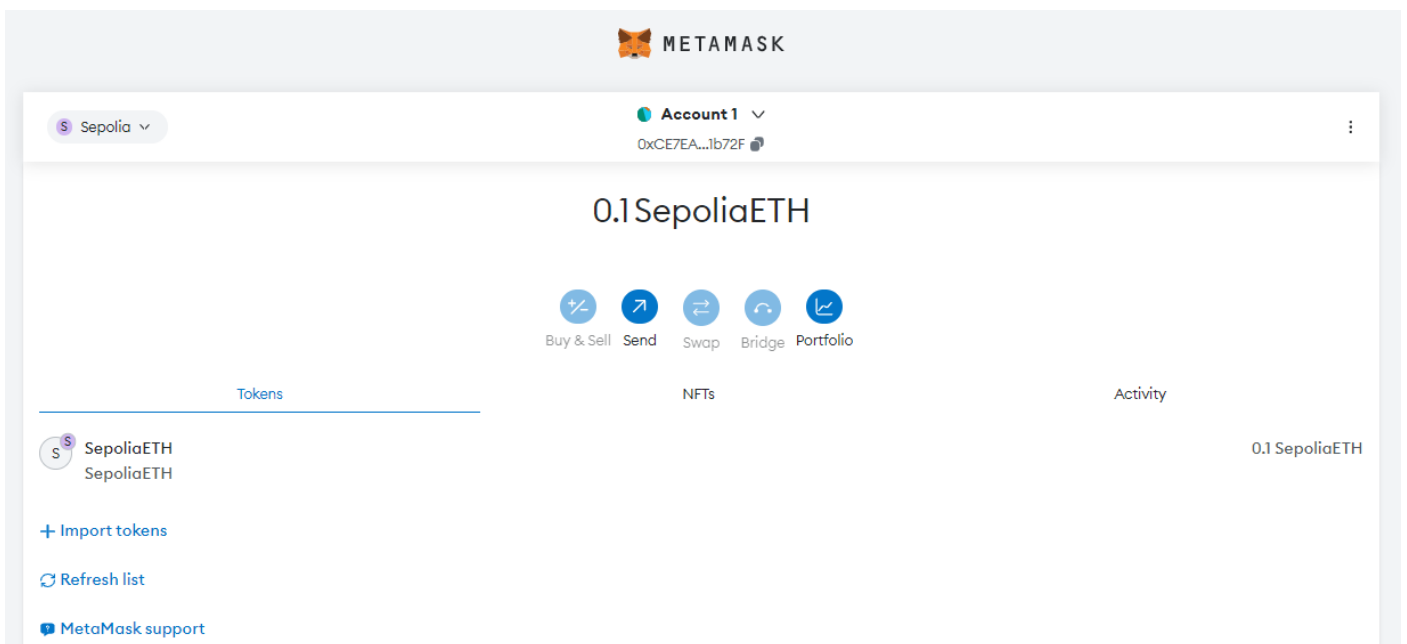 METAMASK
S Sepolia
Account 1
0xCE7EA...1b72F
0.1 SepoliaETH
Buy & Sell Send Swap Bridge Portfolio
Tokens NFTs Activity
S S SepoliaETH 0.1 SepoliaETH
SepoliaETH
+ Import tokens
Refresh list
MetaMask support